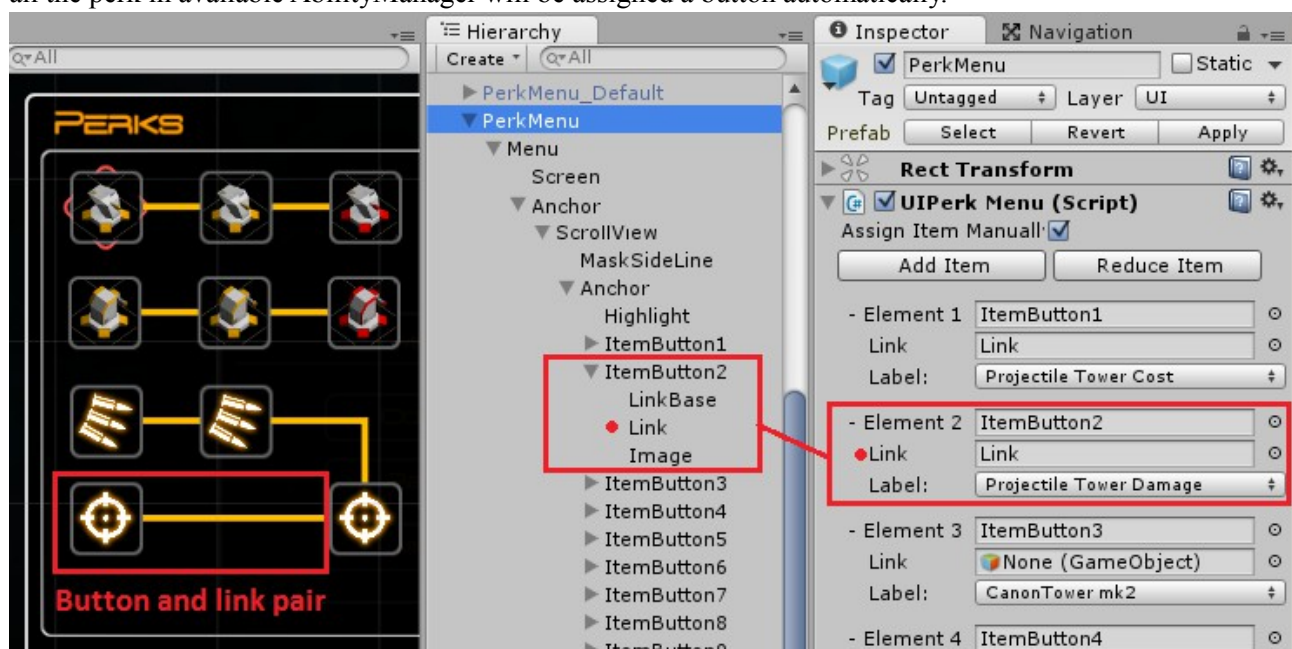 all the perk in available AbilityManager will be assigned a button automatically.
All
PERKS
Button and link pair
Hierarchy
Create
All
PerkMenu_Default
PerkMenu
Menu
Screen
Anchor
ScrollView
MaskSideLine
Anchor
Highlight
ItemButton1
ItemButton2
LinkBase
Link
Image
ItemButton3
ItemButton4
ItemButton5
ItemButton6
ItemButton7
ItemButton8
Inspector Navigation
PerkMenu Static
Tag Untagged Layer UI
Prefab Select Revert Apply
Rect Transform
UIPerk Menu (Script)
Assign Item Manuall
Add Item Reduce Item
- Element 1 ItemButton1
Link Link
Label: Projectile Tower Cost
- Element 2 ItemButton2
Link Link
Label: Projectile Tower Damage
- Element 3 ItemButton3
Link None (GameObject)
Label: CanonTower mk2
- Element 4 ItemButton4